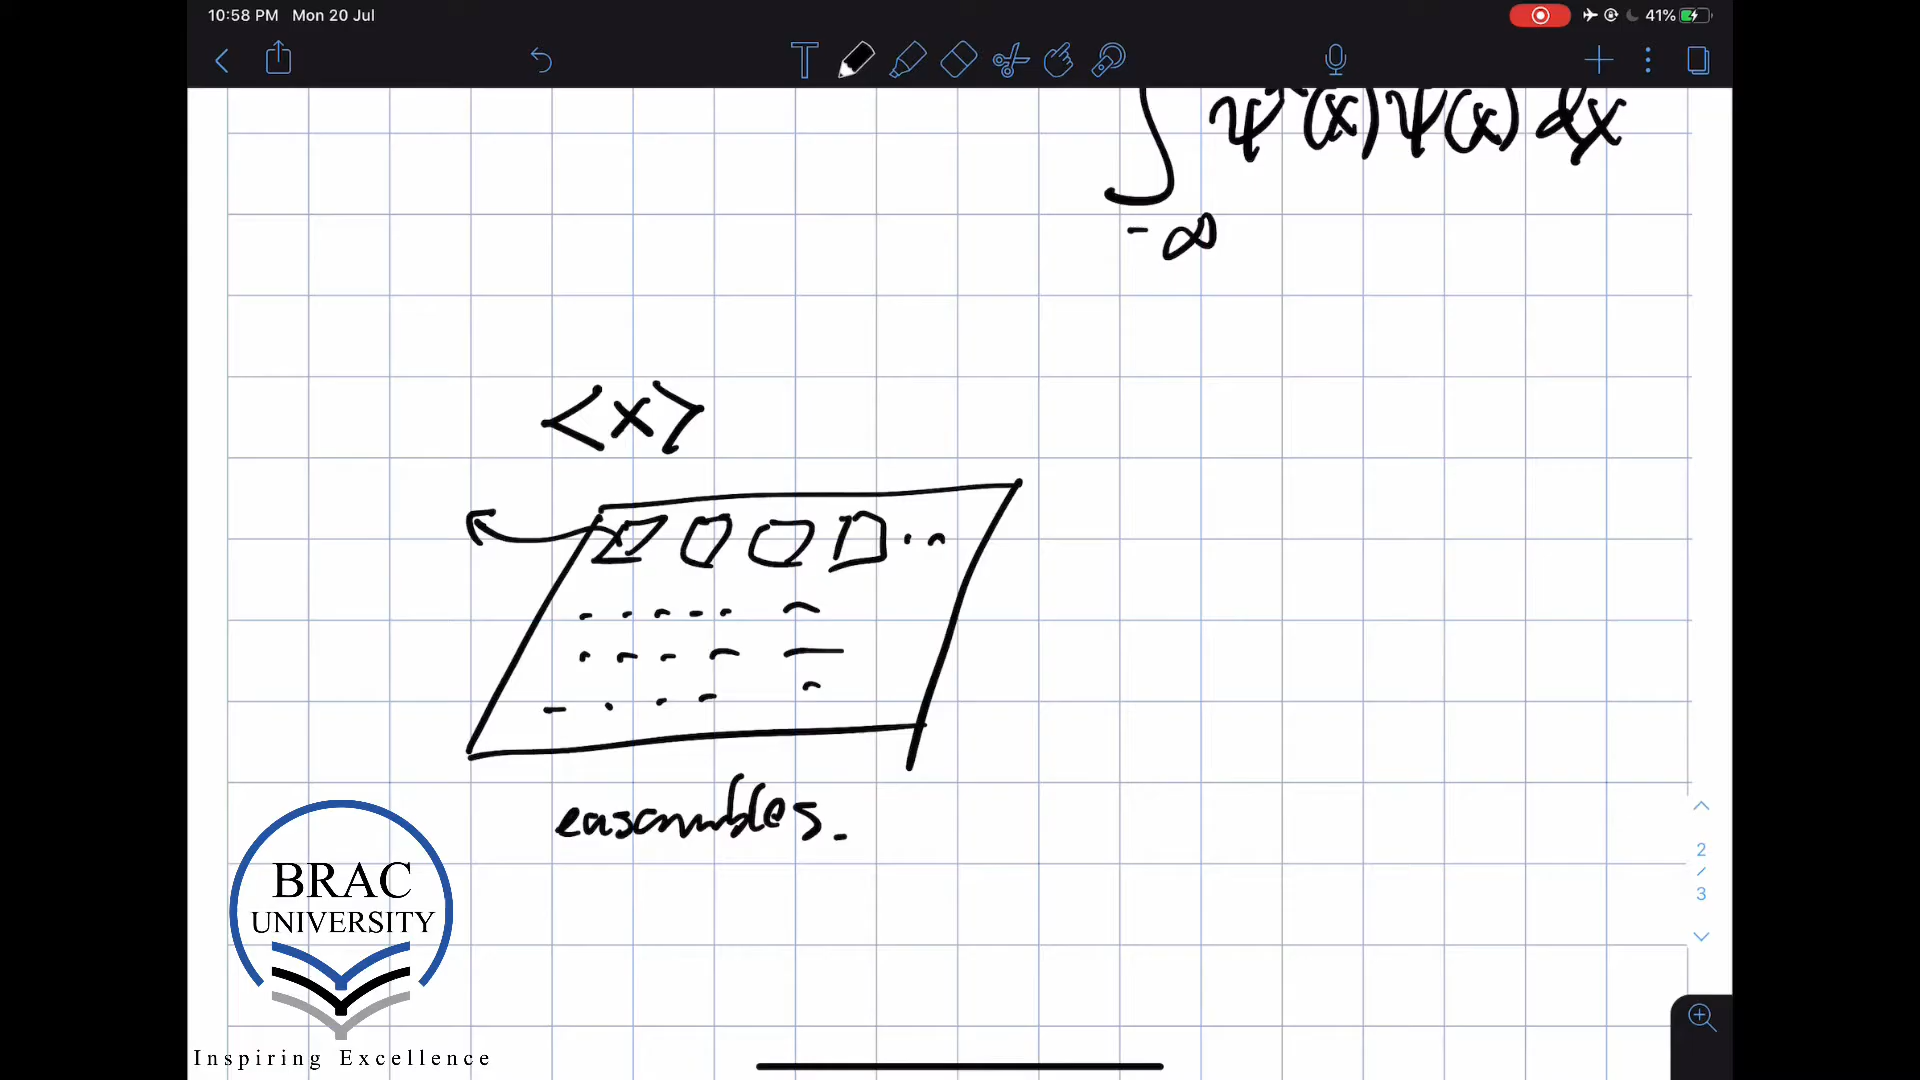 10:58 PM Mon 20 Jul
41%
∫ ψ*(x) ψ(x) dx
-∞
<x>
ensembles.
2
/
3
BRAC
UNIVERSITY
Inspiring Excellence